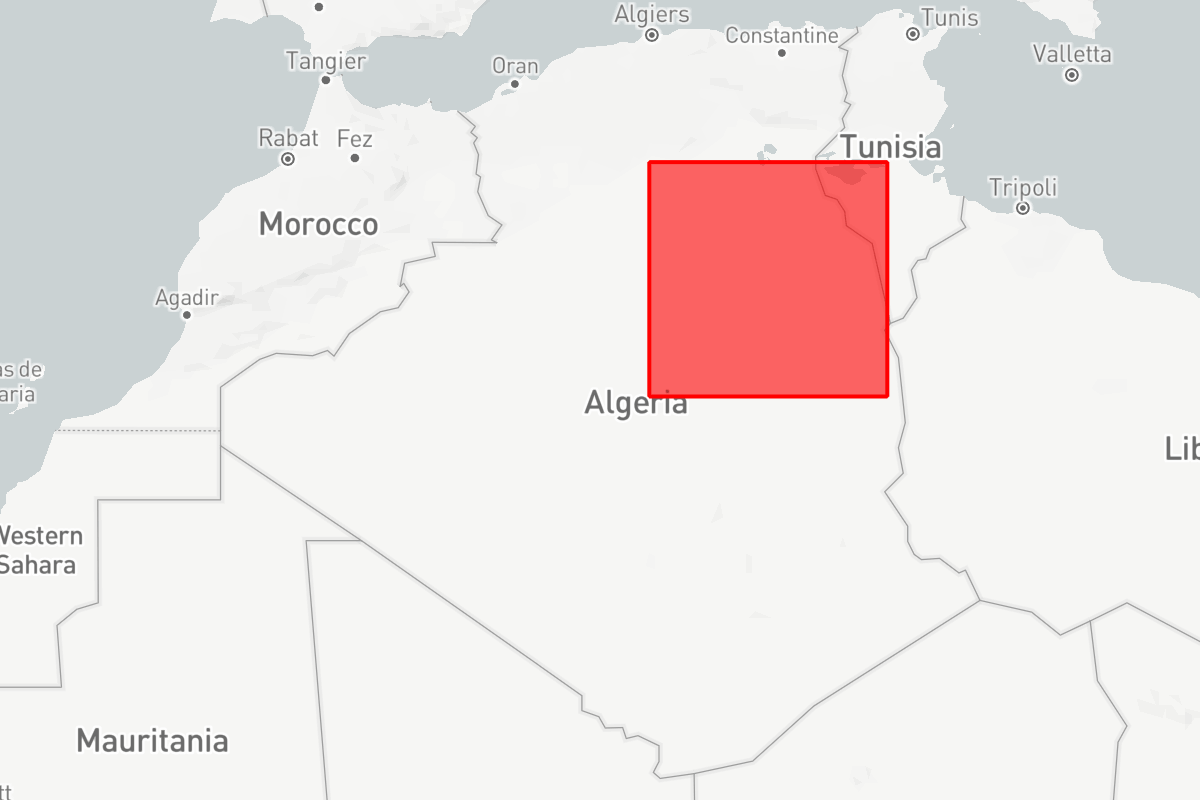 Algiers
Tunis
Constantine
Valletta
Tangier
Oran
Rabat
Fez
Tunisia
Tripoli
Morocco
Agadir
as de
aria
Algeria
Lib
Western
Sahara
Mauritania
tt